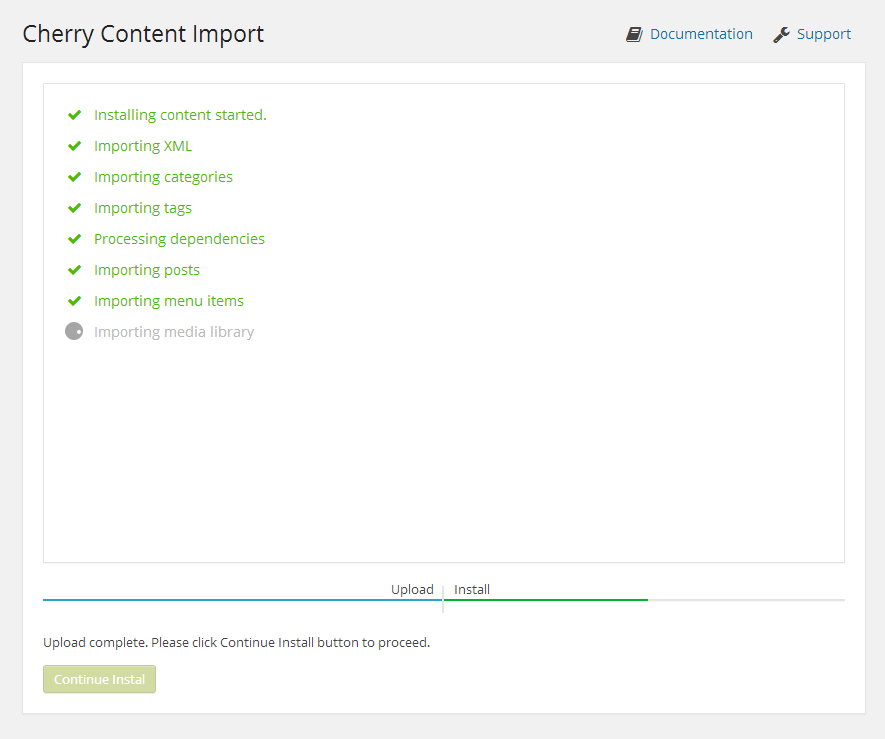 Cherry Content Import
Documentation
Support
Installing content started.
Importing XML
Importing categories
Importing tags
Processing dependencies
Importing posts
Importing menu items
Importing media library
Upload
Install
Upload complete. Please click Continue Install button to proceed.
Continue Instal